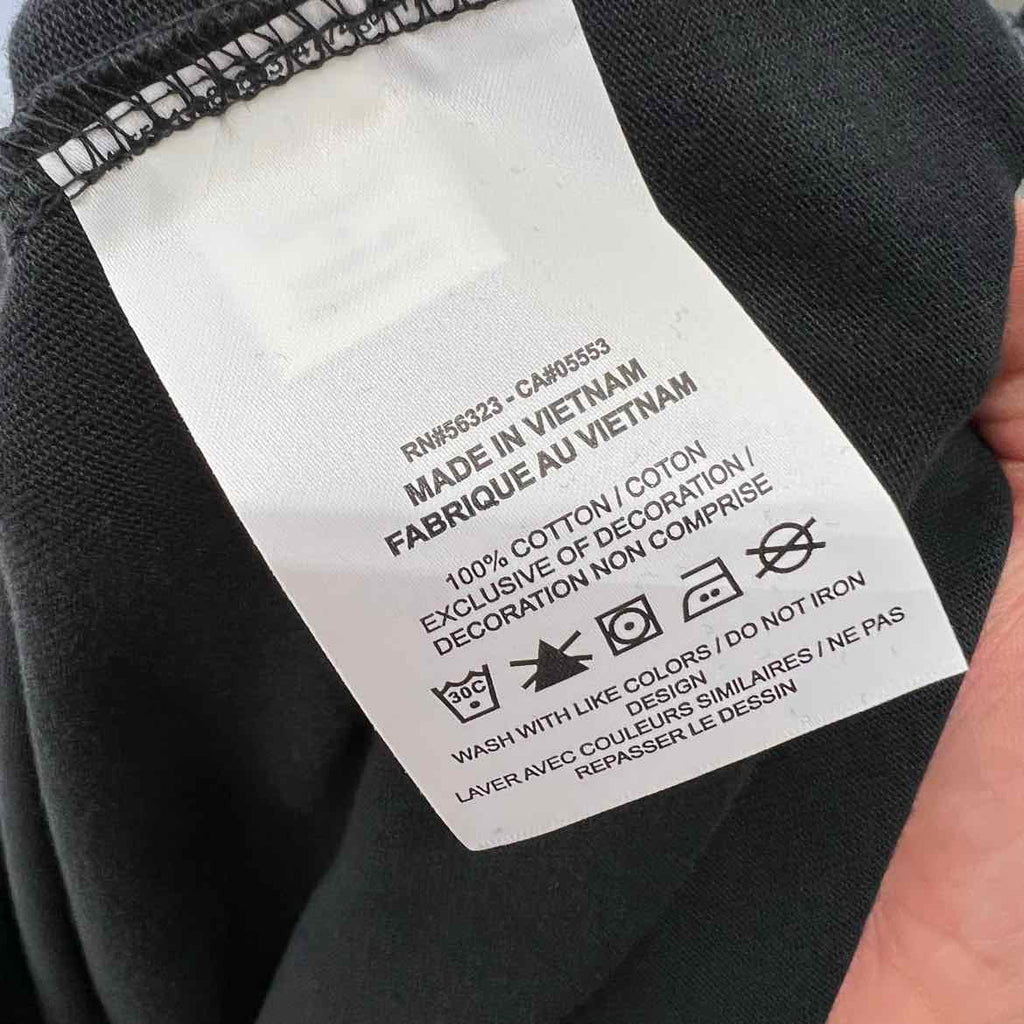 RN#56323 - CA#05553
MADE IN VIETNAM
FABRIQUE AU VIETNAM
100% COTTON / COTON
EXCLUSIVE OF DECORATION /
DECORATION NON COMPRISE
30C
WASH WITH LIKE COLORS / DO NOT IRON
DESIGN
LAVER AVEC COULEURS SIMILAIRES / NE PAS
REPASSER LE DESSIN